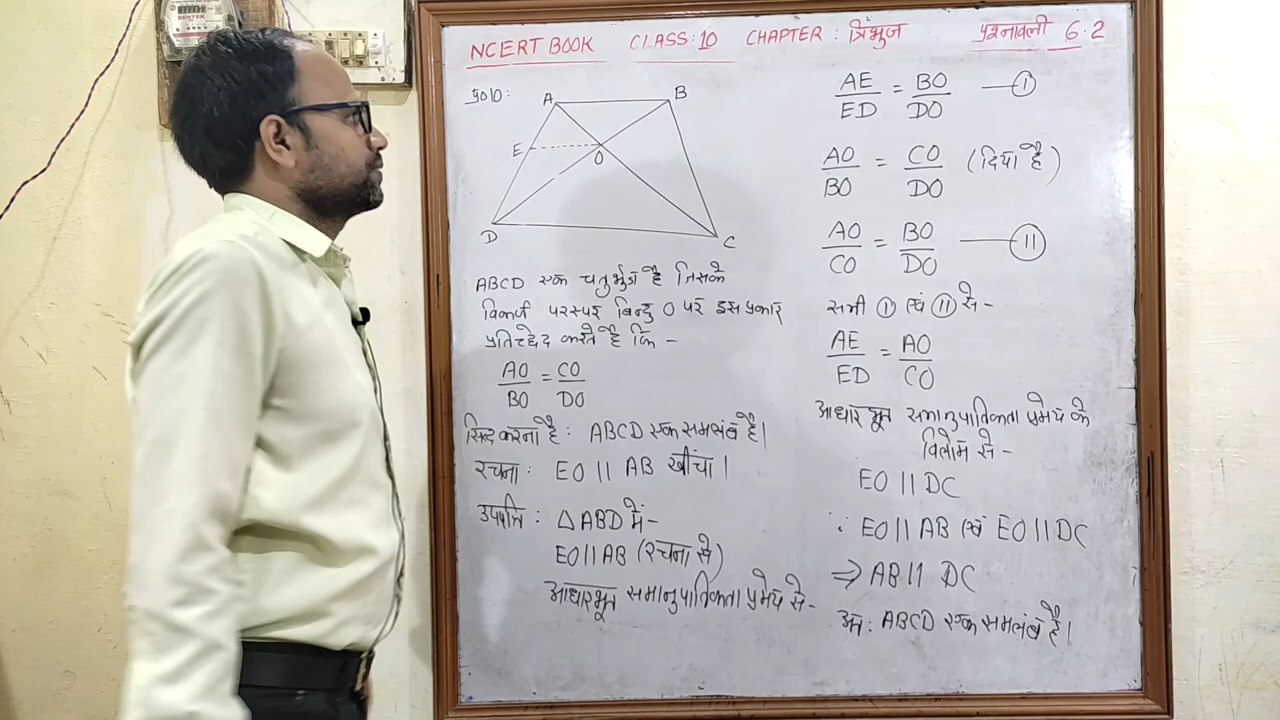 NCERT BOOK CLASS: 10 CHAPTER: त्रिभुज प्रश्नावली 6.2
प्र०10:
A B
E O
D C
ABCD एक चतुर्भुज है जिसके
विकर्ण परस्पर बिन्दु O पर इस प्रकार
प्रतिच्छेद करते है कि -
AO/BO = CO/DO
सिद्ध करना है: ABCD एक समलंब है।
रचना: EO || AB खींचा।
उपपत्ति: △ABD में-
EO || AB (रचना से)
आधारभूत समानुपातिकता प्रमेय से-
AE/ED = BO/DO —(I)
AO/BO = CO/DO (दिया है)
AO/CO = BO/DO —(II)
समी (I) एवं (II) से -
AE/ED = AO/CO
आधारभूत समानुपातिकता प्रमेय के
विलोम से -
EO || DC
∵ EO || AB एवं EO || DC
⇒ AB || DC
अतः ABCD एक समलंब है।